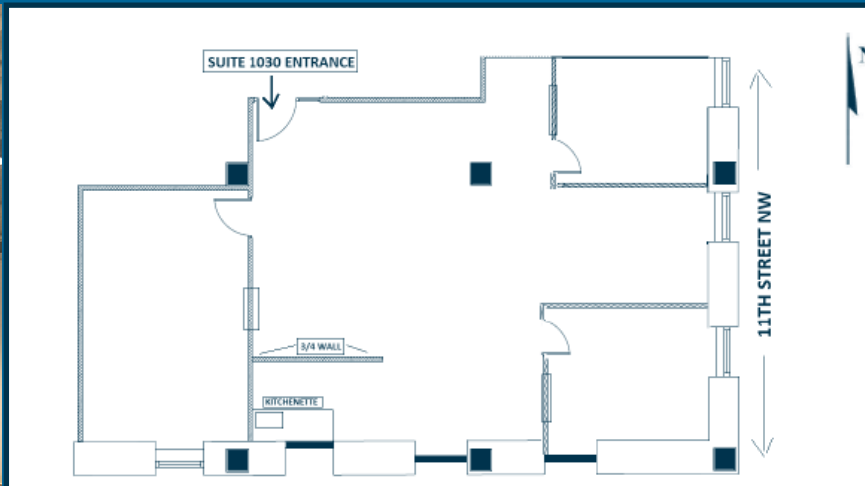 SUITE 1030 ENTRANCE
N
11TH STREET NW
3/4 WALL
KITCHENETTE